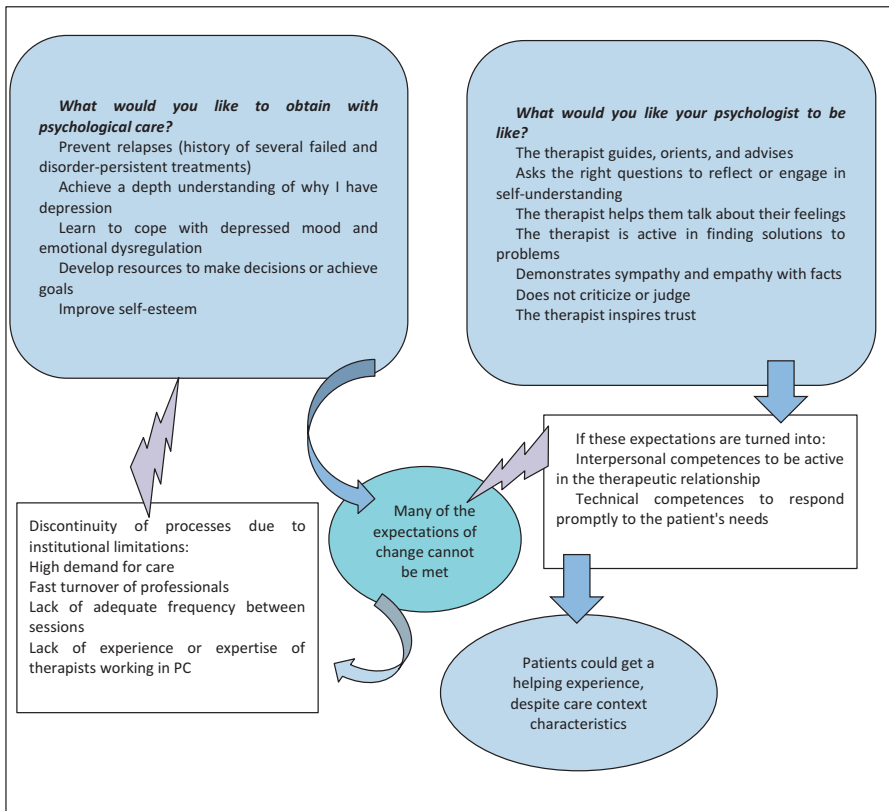 What would you like to obtain with
psychological care?
Prevent relapses (history of several failed and
disorder-persistent treatments)
Achieve a depth understanding of why I have
depression
Learn to cope with depressed mood and
emotional dysregulation
Develop resources to make decisions or achieve
goals
Improve self-esteem
What would you like your psychologist to be
like?
The therapist guides, orients, and advises
Asks the right questions to reflect or engage in
self-understanding
The therapist helps them talk about their feelings
The therapist is active in finding solutions to
problems
Demonstrates sympathy and empathy with facts
Does not criticize or judge
The therapist inspires trust
If these expectations are turned into:
Interpersonal competences to be active
in the therapeutic relationship
Technical competences to respond
promptly to the patient's needs
Many of the
expectations of
change cannot
be met
Discontinuity of processes due to
institutional limitations:
High demand for care
Fast turnover of professionals
Lack of adequate frequency between
sessions
Lack of experience or expertise of
therapists working in PC
Patients could get a
helping experience,
despite care context
characteristics